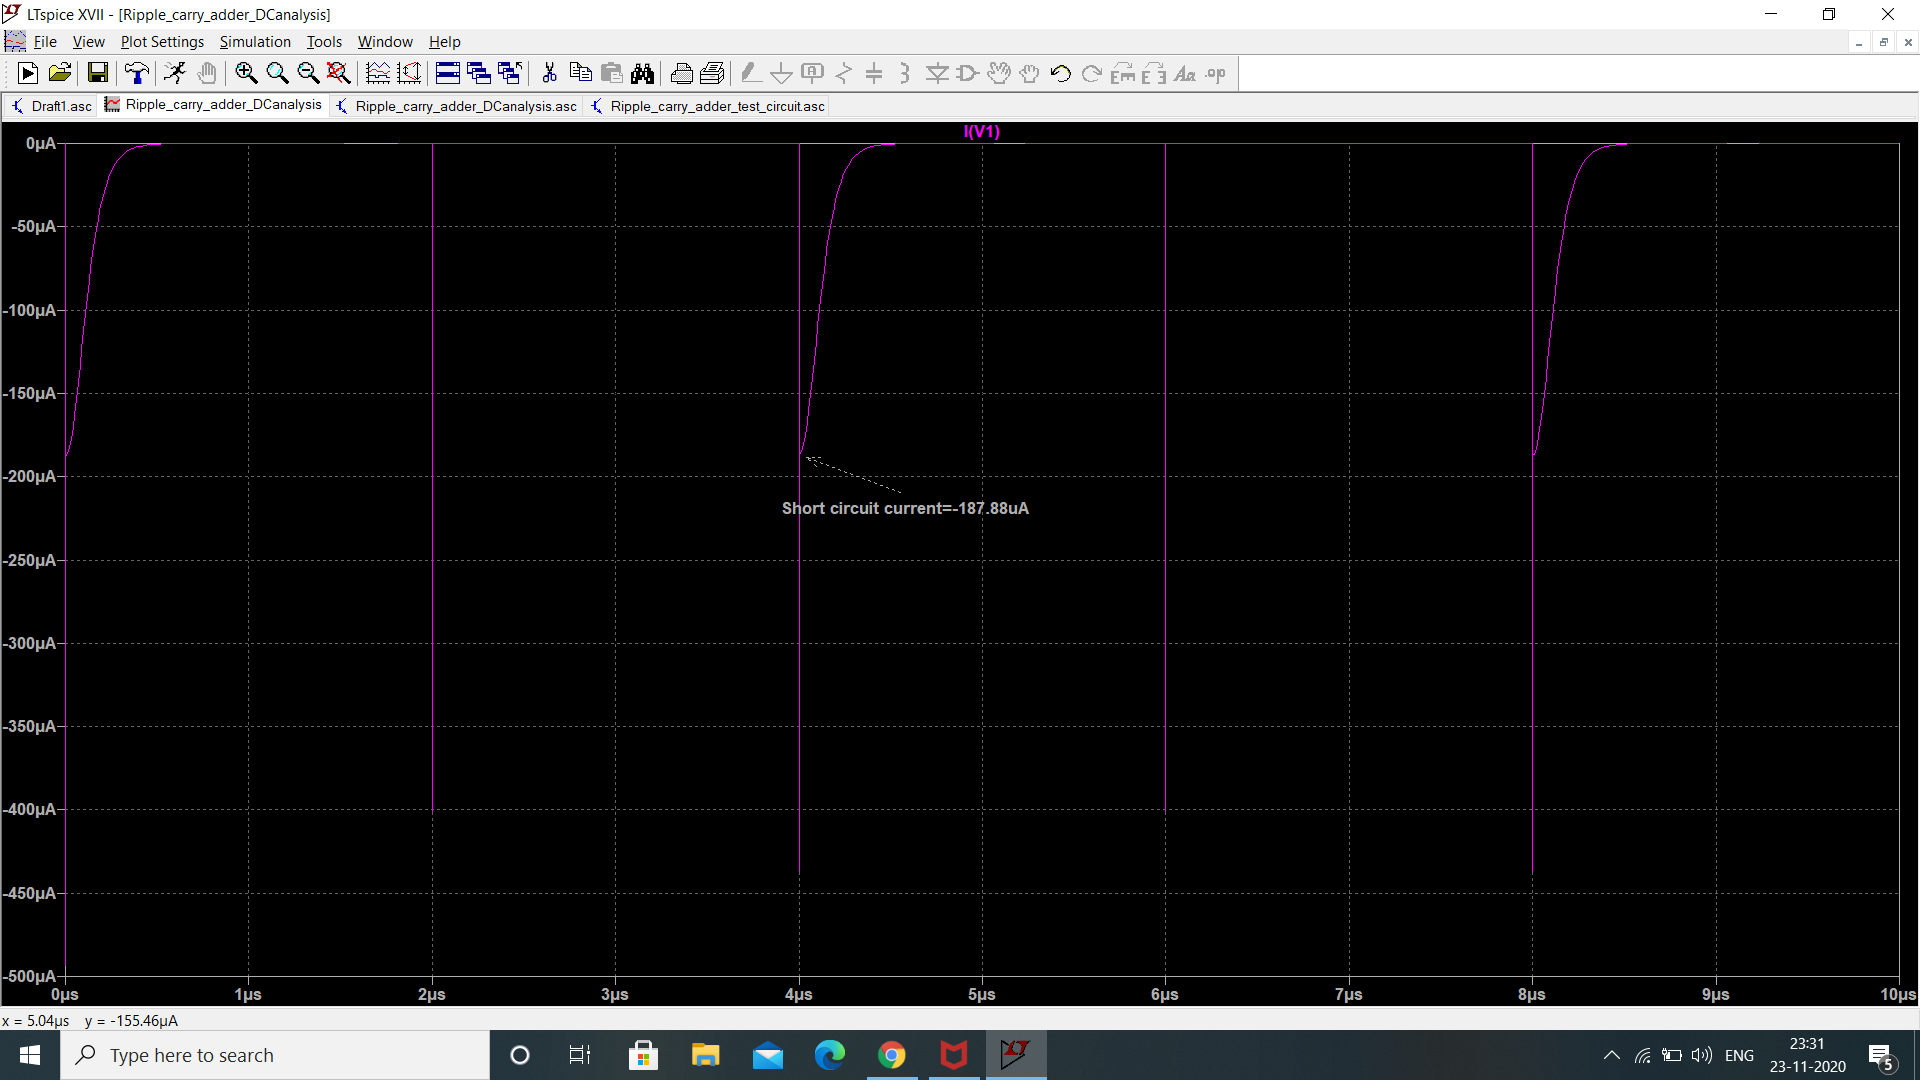 LTspice XVII - [Ripple_carry_adder_DCanalysis]
File View Plot Settings Simulation Tools Window Help
Draft1.asc Ripple_carry_adder_DCanalysis Ripple_carry_adder_DCanalysis.asc Ripple_carry_adder_test_circuit.asc
I(V1)
0µA
-50µA
-100µA
-150µA
-200µA
Short circuit current=-187.88uA
-250µA
-300µA
-350µA
-400µA
-450µA
-500µA
0µs 1µs 2µs 3µs 4µs 5µs 6µs 7µs 8µs 9µs 10µs
x = 5.04µs y = -155.46µA
Type here to search
ENG
23:31
23-11-2020
5